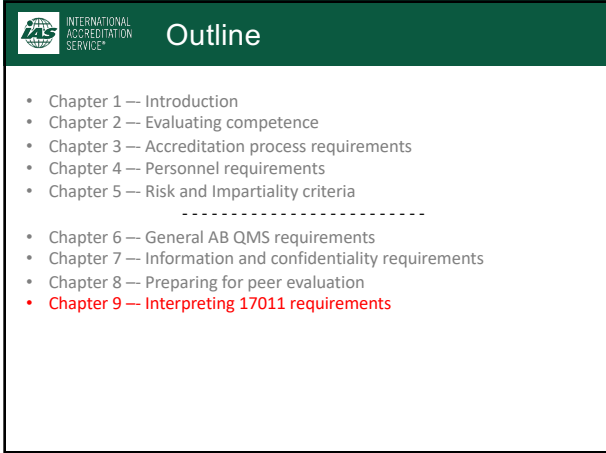 IAS
INTERNATIONAL
ACCREDITATION
SERVICE®
Outline
• Chapter 1 –- Introduction
• Chapter 2 –- Evaluating competence
• Chapter 3 –- Accreditation process requirements
• Chapter 4 –- Personnel requirements
• Chapter 5 –- Risk and Impartiality criteria
- - - - - - - - - - - - - - - - - - - - - - - - -
• Chapter 6 –- General AB QMS requirements
• Chapter 7 –- Information and confidentiality requirements
• Chapter 8 –- Preparing for peer evaluation
• Chapter 9 –- Interpreting 17011 requirements